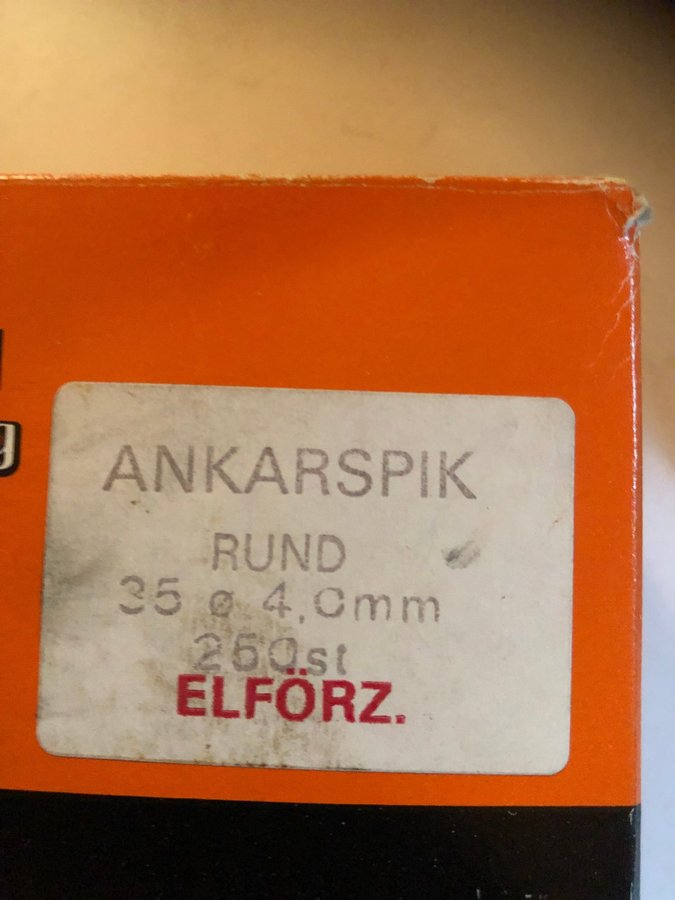 ANKARSPIK
RUND
35 ø 4,0mm
250st
ELFÖRZ.